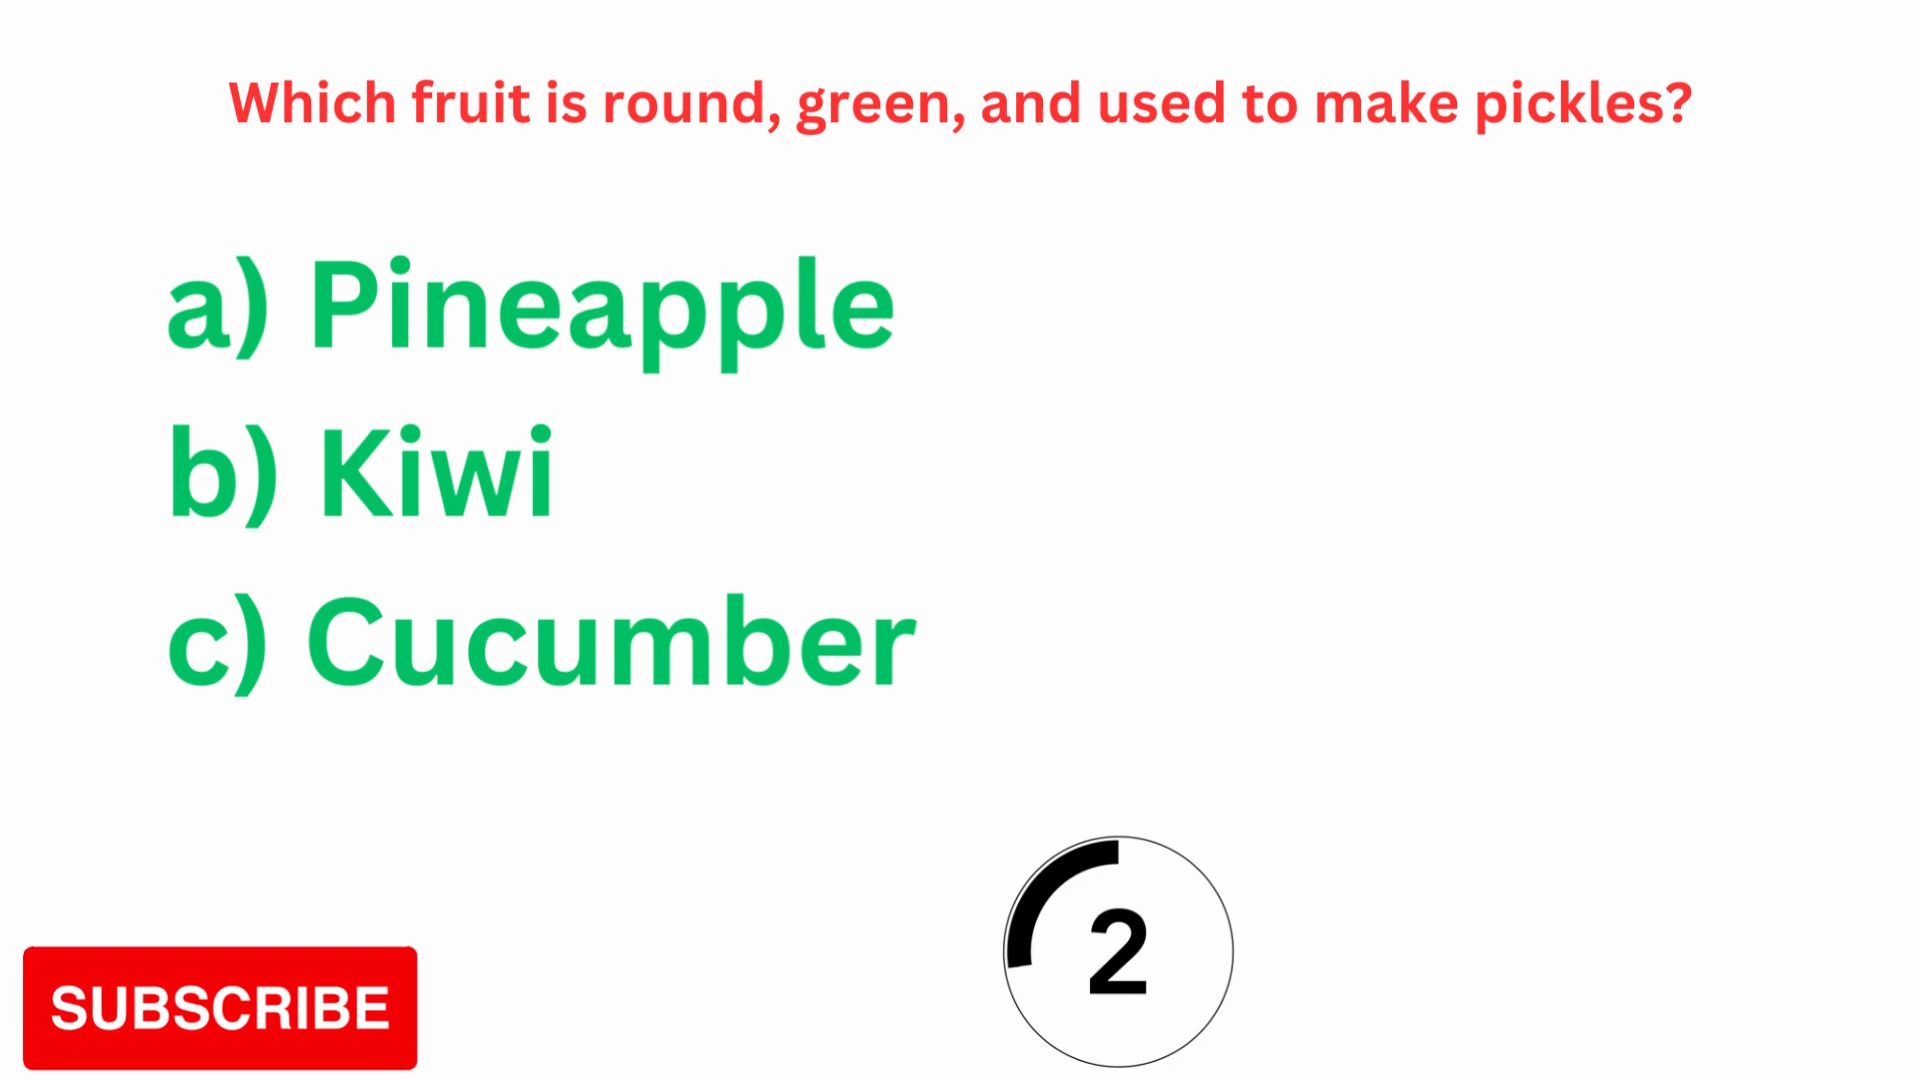 Which fruit is round, green, and used to make pickles?
a) Pineapple
b) Kiwi
c) Cucumber
2
SUBSCRIBE